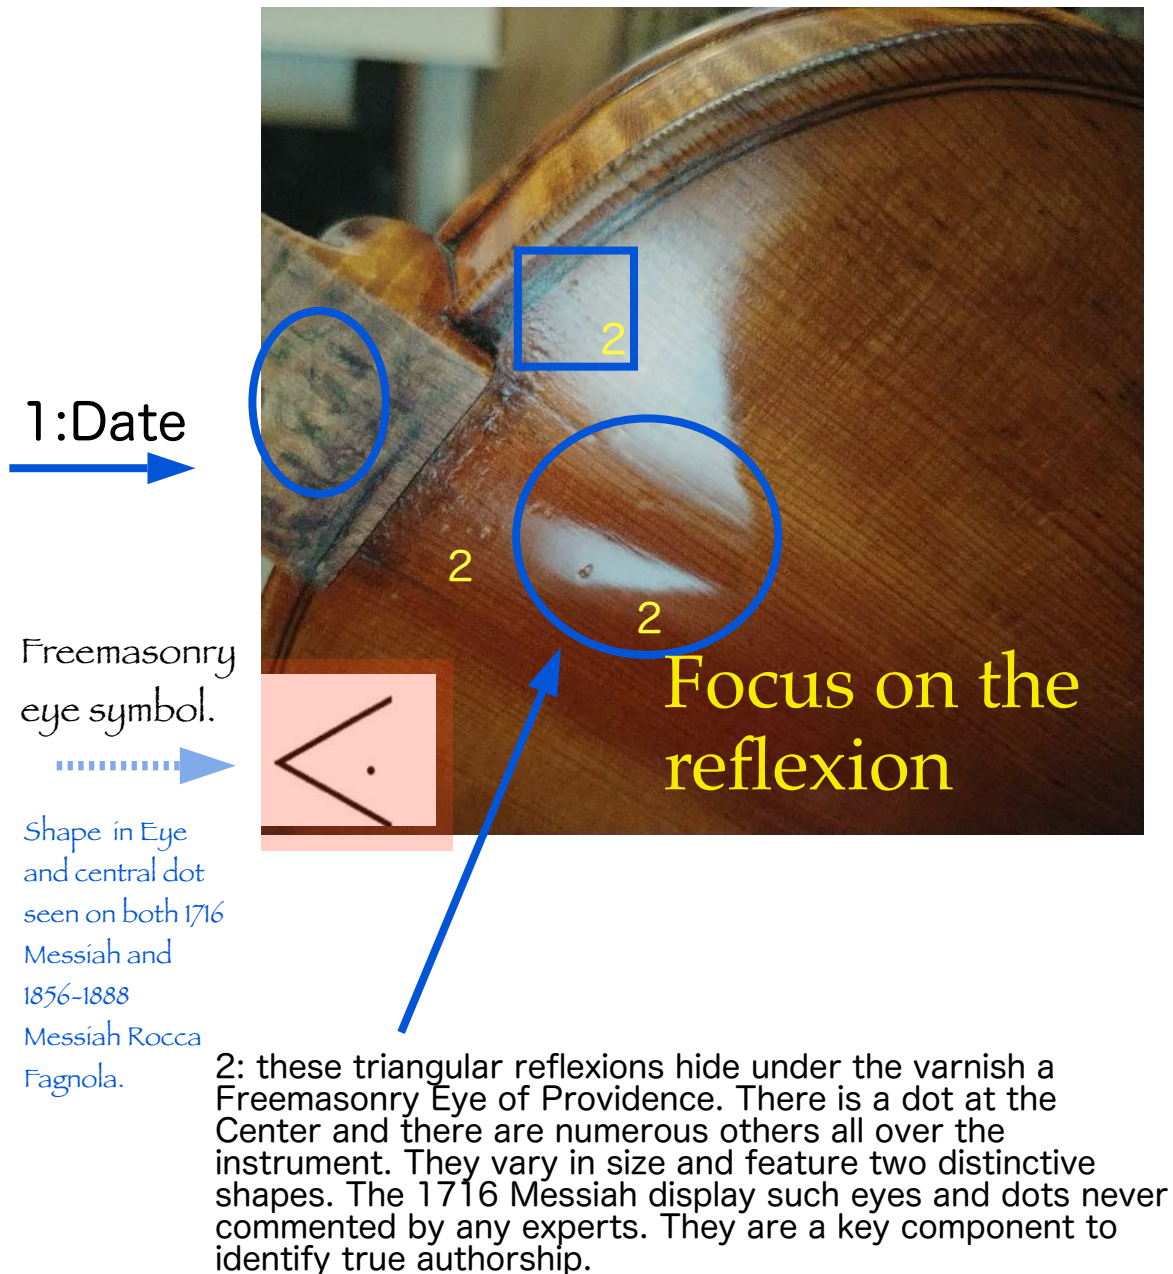 1:Date
2
2
2
Focus on the
reflexion
Freemasonry
eye symbol.
Shape in Eye
and central dot
seen on both 1716
Messiah and
1856-1888
Messiah Rocca
Fagnola.
2: these triangular reflexions hide under the varnish a
Freemasonry Eye of Providence. There is a dot at the
Center and there are numerous others all over the
instrument. They vary in size and feature two distinctive
shapes. The 1716 Messiah display such eyes and dots never
commented by any experts. They are a key component to
identify true authorship.